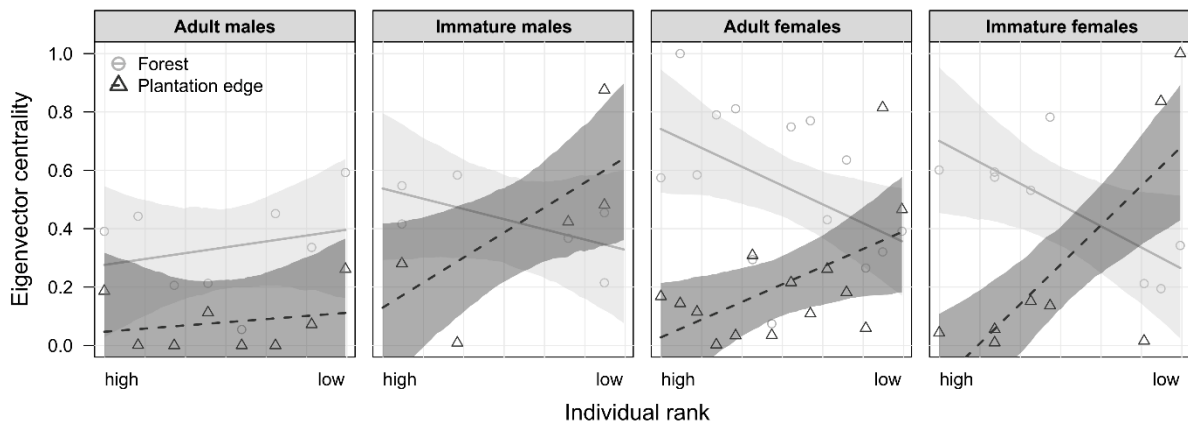 Adult males
Immature males
Adult females
Immature females
Eigenvector centrality
1.0
0.8
0.6
0.4
0.2
0.0
Forest
Plantation edge
high low
high low
high low
high low
Individual rank